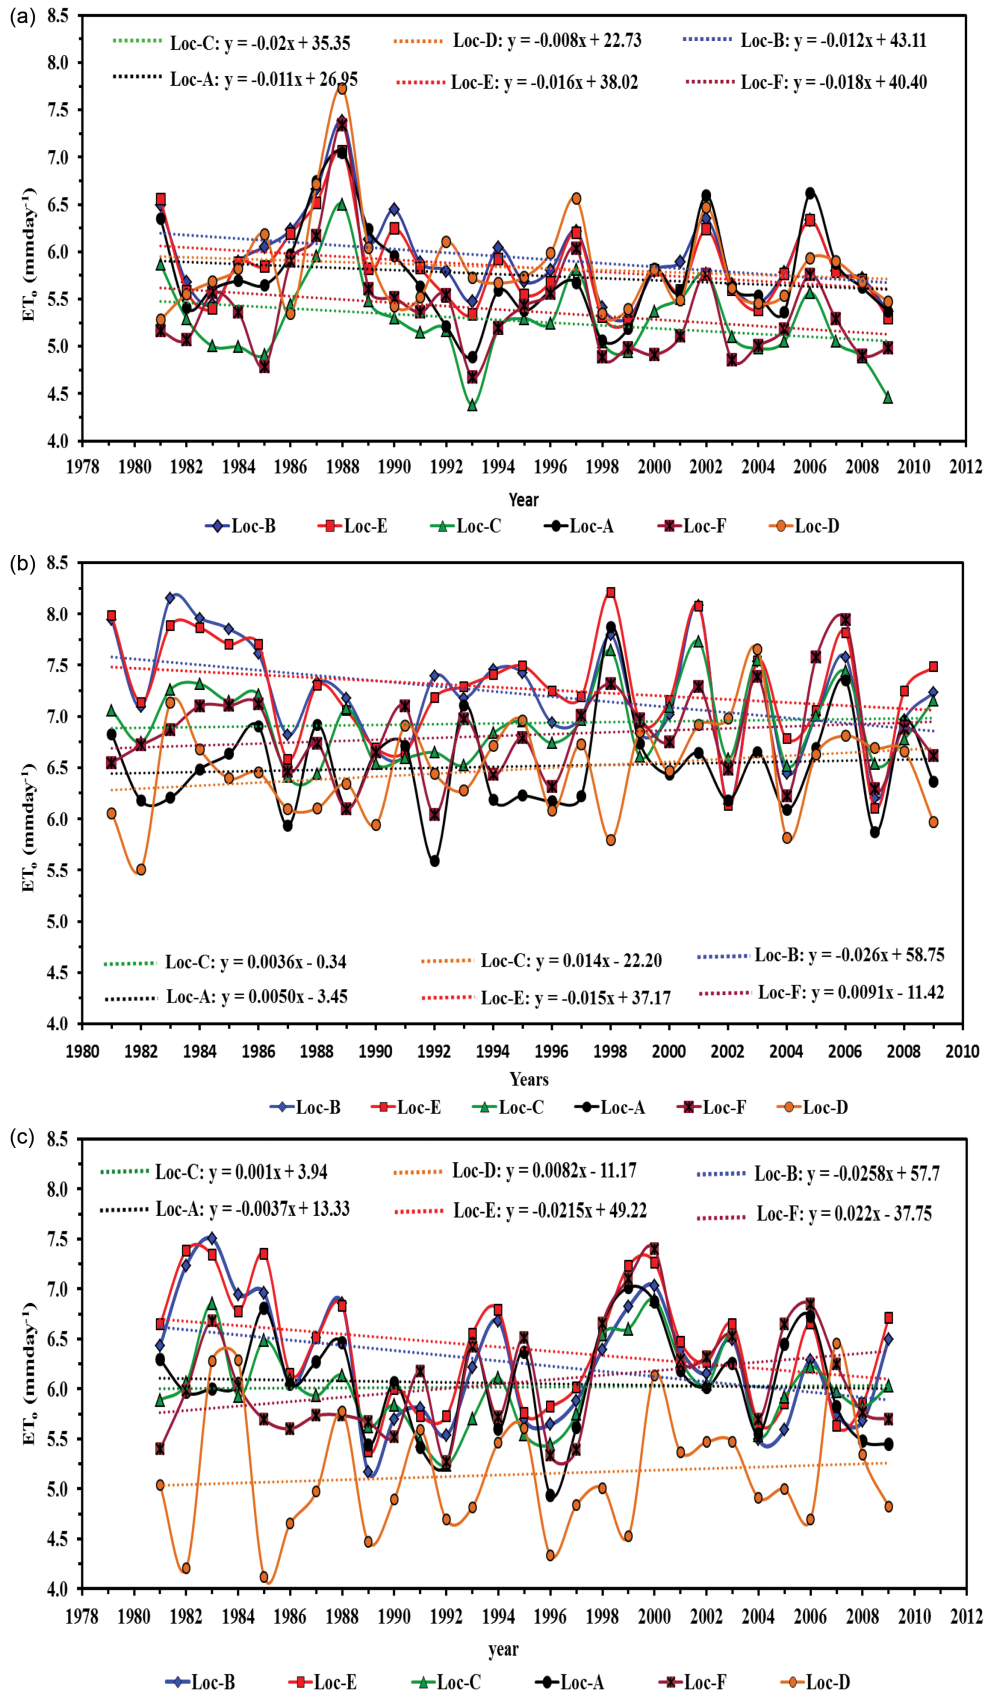 (a)
8.5
8.0
7.5
7.0
6.5
6.0
5.5
5.0
4.5
4.0
ETₒ (mmday⁻¹)
Loc-C: y = -0.02x + 35.35
Loc-D: y = -0.008x + 22.73
Loc-B: y = -0.012x + 43.11
Loc-A: y = -0.011x + 26.95
Loc-E: y = -0.016x + 38.02
Loc-F: y = -0.018x + 40.40
1978 1980 1982 1984 1986 1988 1990 1992 1994 1996 1998 2000 2002 2004 2006 2008 2010 2012
Year
Loc-B Loc-E Loc-C Loc-A Loc-F Loc-D
(b)
8.5
8.0
7.5
7.0
6.5
6.0
5.5
5.0
4.5
4.0
ETₒ (mmday⁻¹)
Loc-C: y = 0.0036x - 0.34
Loc-C: y = 0.014x - 22.20
Loc-B: y = -0.026x + 58.75
Loc-A: y = 0.0050x - 3.45
Loc-E: y = -0.015x + 37.17
Loc-F: y = 0.0091x - 11.42
1980 1982 1984 1986 1988 1990 1992 1994 1996 1998 2000 2002 2004 2006 2008 2010
Years
Loc-B Loc-E Loc-C Loc-A Loc-F Loc-D
(c)
8.5
8.0
7.5
7.0
6.5
6.0
5.5
5.0
4.5
4.0
ETₒ (mmday⁻¹)
Loc-C: y = 0.001x + 3.94
Loc-D: y = 0.0082x - 11.17
Loc-B: y = -0.0258x + 57.7
Loc-A: y = -0.0037x + 13.33
Loc-E: y = -0.0215x + 49.22
Loc-F: y = 0.022x - 37.75
1978 1980 1982 1984 1986 1988 1990 1992 1994 1996 1998 2000 2002 2004 2006 2008 2010 2012
year
Loc-B Loc-E Loc-C Loc-A Loc-F Loc-D